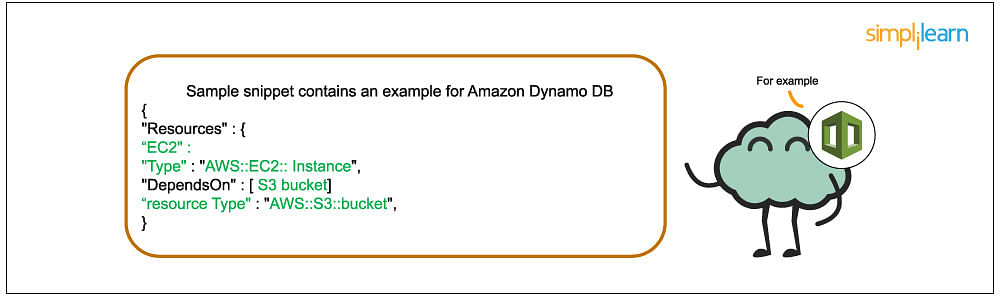 simplilearn
Sample snippet contains an example for Amazon Dynamo DB
{
"Resources" : {
“EC2" :
"Type" : "AWS::EC2:: Instance",
"DependsOn" : [ S3 bucket]
“resource Type" : "AWS::S3::bucket",
}
For example